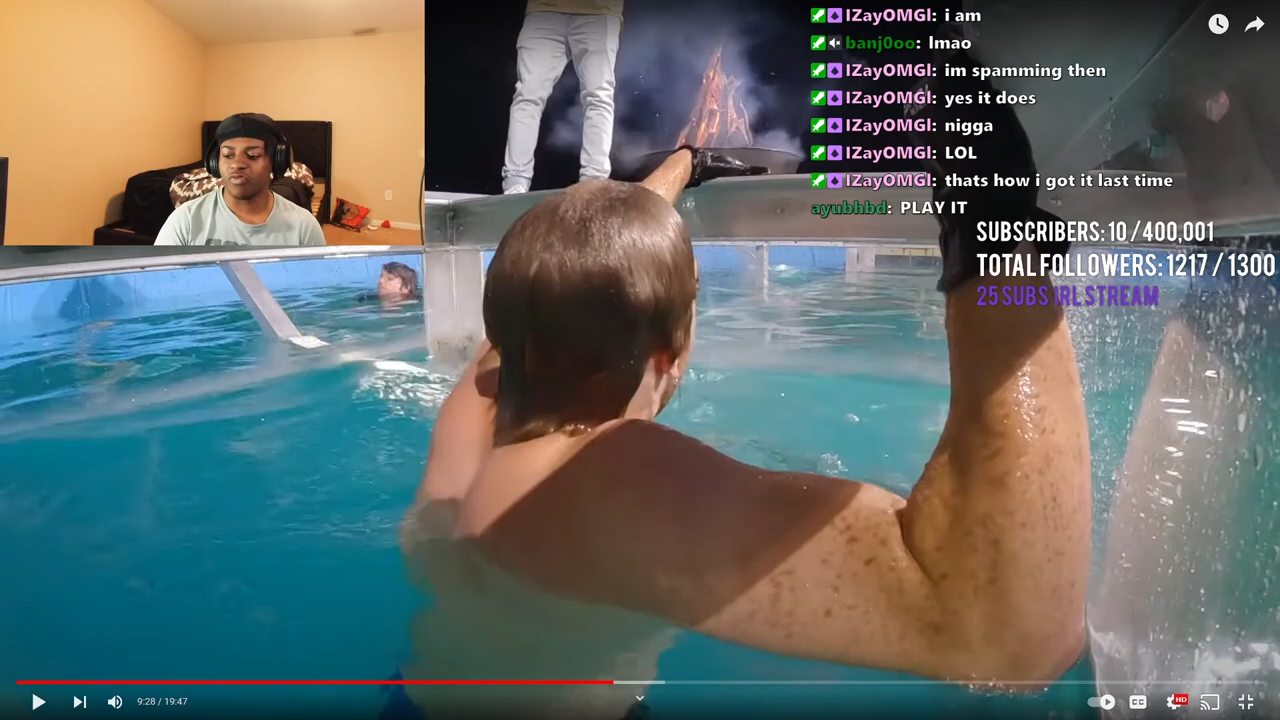 IZayOMGl: i am
banj0oo: lmao
IZayOMGl: im spamming then
IZayOMGl: yes it does
IZayOMGl: nigga
IZayOMGl: LOL
IZayOMGl: thats how i got it last time
ayubhbd: PLAY IT
SUBSCRIBERS: 10 / 400,001
TOTAL FOLLOWERS: 1217 / 1300
25 SUBS IRL STREAM
9:28 / 19:47
CC
HD